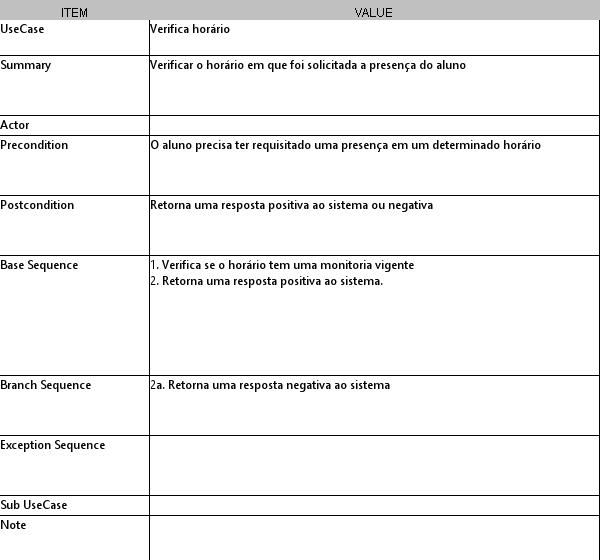 ITEM VALUE
UseCase Verifica horário
Summary Verificar o horário em que foi solicitada a presença do aluno
Actor
Precondition O aluno precisa ter requisitado uma presença em um determinado horário
Postcondition Retorna uma resposta positiva ao sistema ou negativa
Base Sequence 1. Verifica se o horário tem uma monitoria vigente
2. Retorna uma resposta positiva ao sistema.
Branch Sequence 2a. Retorna uma resposta negativa ao sistema
Exception Sequence
Sub UseCase
Note